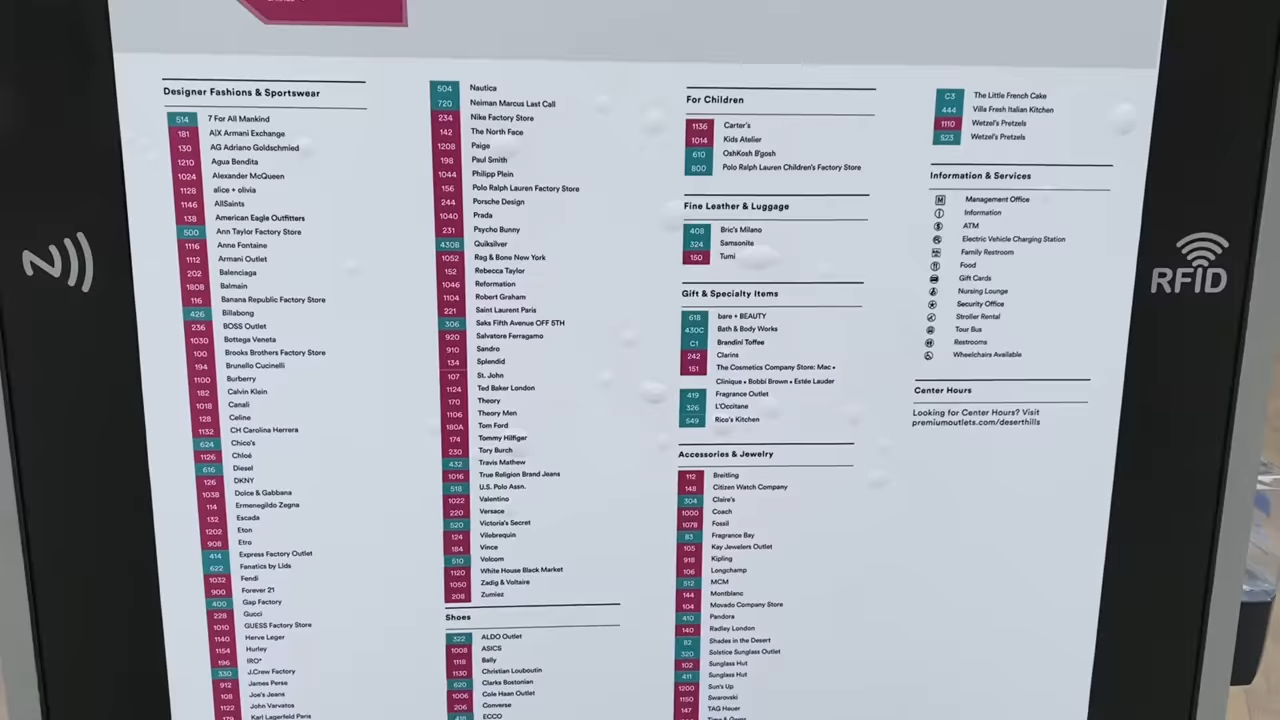 Designer Fashions & Sportswear
514 7 For All Mankind
181 A|X Armani Exchange
130 AG Adriano Goldschmied
1210 Agua Bendita
1024 Alexander McQueen
1128 alice + olivia
1146 AllSaints
138 American Eagle Outfitters
500 Ann Taylor Factory Store
1116 Anne Fontaine
1112 Armani Outlet
202 Balenciaga
1808 Balmain
116 Banana Republic Factory Store
426 Billabong
236 BOSS Outlet
1030 Bottega Veneta
100 Brooks Brothers Factory Store
194 Brunello Cucinelli
1100 Burberry
182 Calvin Klein
1018 Canali
128 Celine
1132 CH Carolina Herrera
624 Chico's
1126 Chloé
616 Diesel
126 DKNY
1038 Dolce & Gabbana
114 Ermenegildo Zegna
132 Escada
1202 Eton
908 Etro
414 Express Factory Outlet
622 Fanatics by Lids
1032 Fendi
900 Forever 21
400 Gap Factory
228 Gucci
1010 GUESS Factory Store
1140 Herve Leger
1154 Hurley
196 IRO*
330 J.Crew Factory
912 James Perse
108 Joe's Jeans
1122 John Varvatos
179 Karl Lagerfeld Paris
504 Nautica
720 Neiman Marcus Last Call
234 Nike Factory Store
142 The North Face
1208 Paige
198 Paul Smith
1044 Philipp Plein
156 Polo Ralph Lauren Factory Store
244 Porsche Design
1040 Prada
231 Psycho Bunny
430B Quiksilver
1052 Rag & Bone New York
152 Rebecca Taylor
1046 Reformation
1104 Robert Graham
221 Saint Laurent Paris
306 Saks Fifth Avenue OFF 5TH
920 Salvatore Ferragamo
910 Sandro
134 Splendid
107 St. John
1124 Ted Baker London
170 Theory
1106 Theory Men
180A Tom Ford
174 Tommy Hilfiger
230 Tory Burch
432 Travis Mathew
1016 True Religion Brand Jeans
518 U.S. Polo Assn.
1022 Valentino
220 Versace
520 Victoria's Secret
124 Vilebrequin
184 Vince
510 Volcom
1120 White House Black Market
1050 Zadig & Voltaire
208 Zumiez
Shoes
322 ALDO Outlet
1008 ASICS
1118 Bally
1130 Christian Louboutin
620 Clarks Bostonian
1006 Cole Haan Outlet
206 Converse
418 ECCO
For Children
1136 Carter's
1014 Kids Atelier
610 OshKosh B'gosh
800 Polo Ralph Lauren Children's Factory Store
Fine Leather & Luggage
408 Bric's Milano
324 Samsonite
150 Tumi
Gift & Specialty Items
618 bare + BEAUTY
430C Bath & Body Works
C1 Brandini Toffee
242 Clarins
151 The Cosmetics Company Store: Mac •
Clinique • Bobbi Brown • Estée Lauder
419 Fragrance Outlet
326 L'Occitane
549 Rico's Kitchen
Accessories & Jewelry
112 Breitling
148 Citizen Watch Company
304 Claire's
1000 Coach
1078 Fossil
B3 Fragrance Bay
105 Kay Jewelers Outlet
918 Kipling
106 Longchamp
512 MCM
144 Montblanc
104 Movado Company Store
410 Pandora
140 Radley London
B2 Shades in the Desert
320 Solstice Sunglass Outlet
102 Sunglass Hut
411 Sunglass Hut
1200 Sun's Up
1150 Swarovski
147 TAG Heuer
C3 The Little French Cake
444 Villa Fresh Italian Kitchen
1110 Wetzel's Pretzels
523 Wetzel's Pretzels
Information & Services
Management Office
Information
ATM
Electric Vehicle Charging Station
Family Restroom
Food
Gift Cards
Nursing Lounge
Security Office
Stroller Rental
Tour Bus
Restrooms
Wheelchairs Available
Center Hours
Looking for Center Hours? Visit
premiumoutlets.com/deserthills
RFID